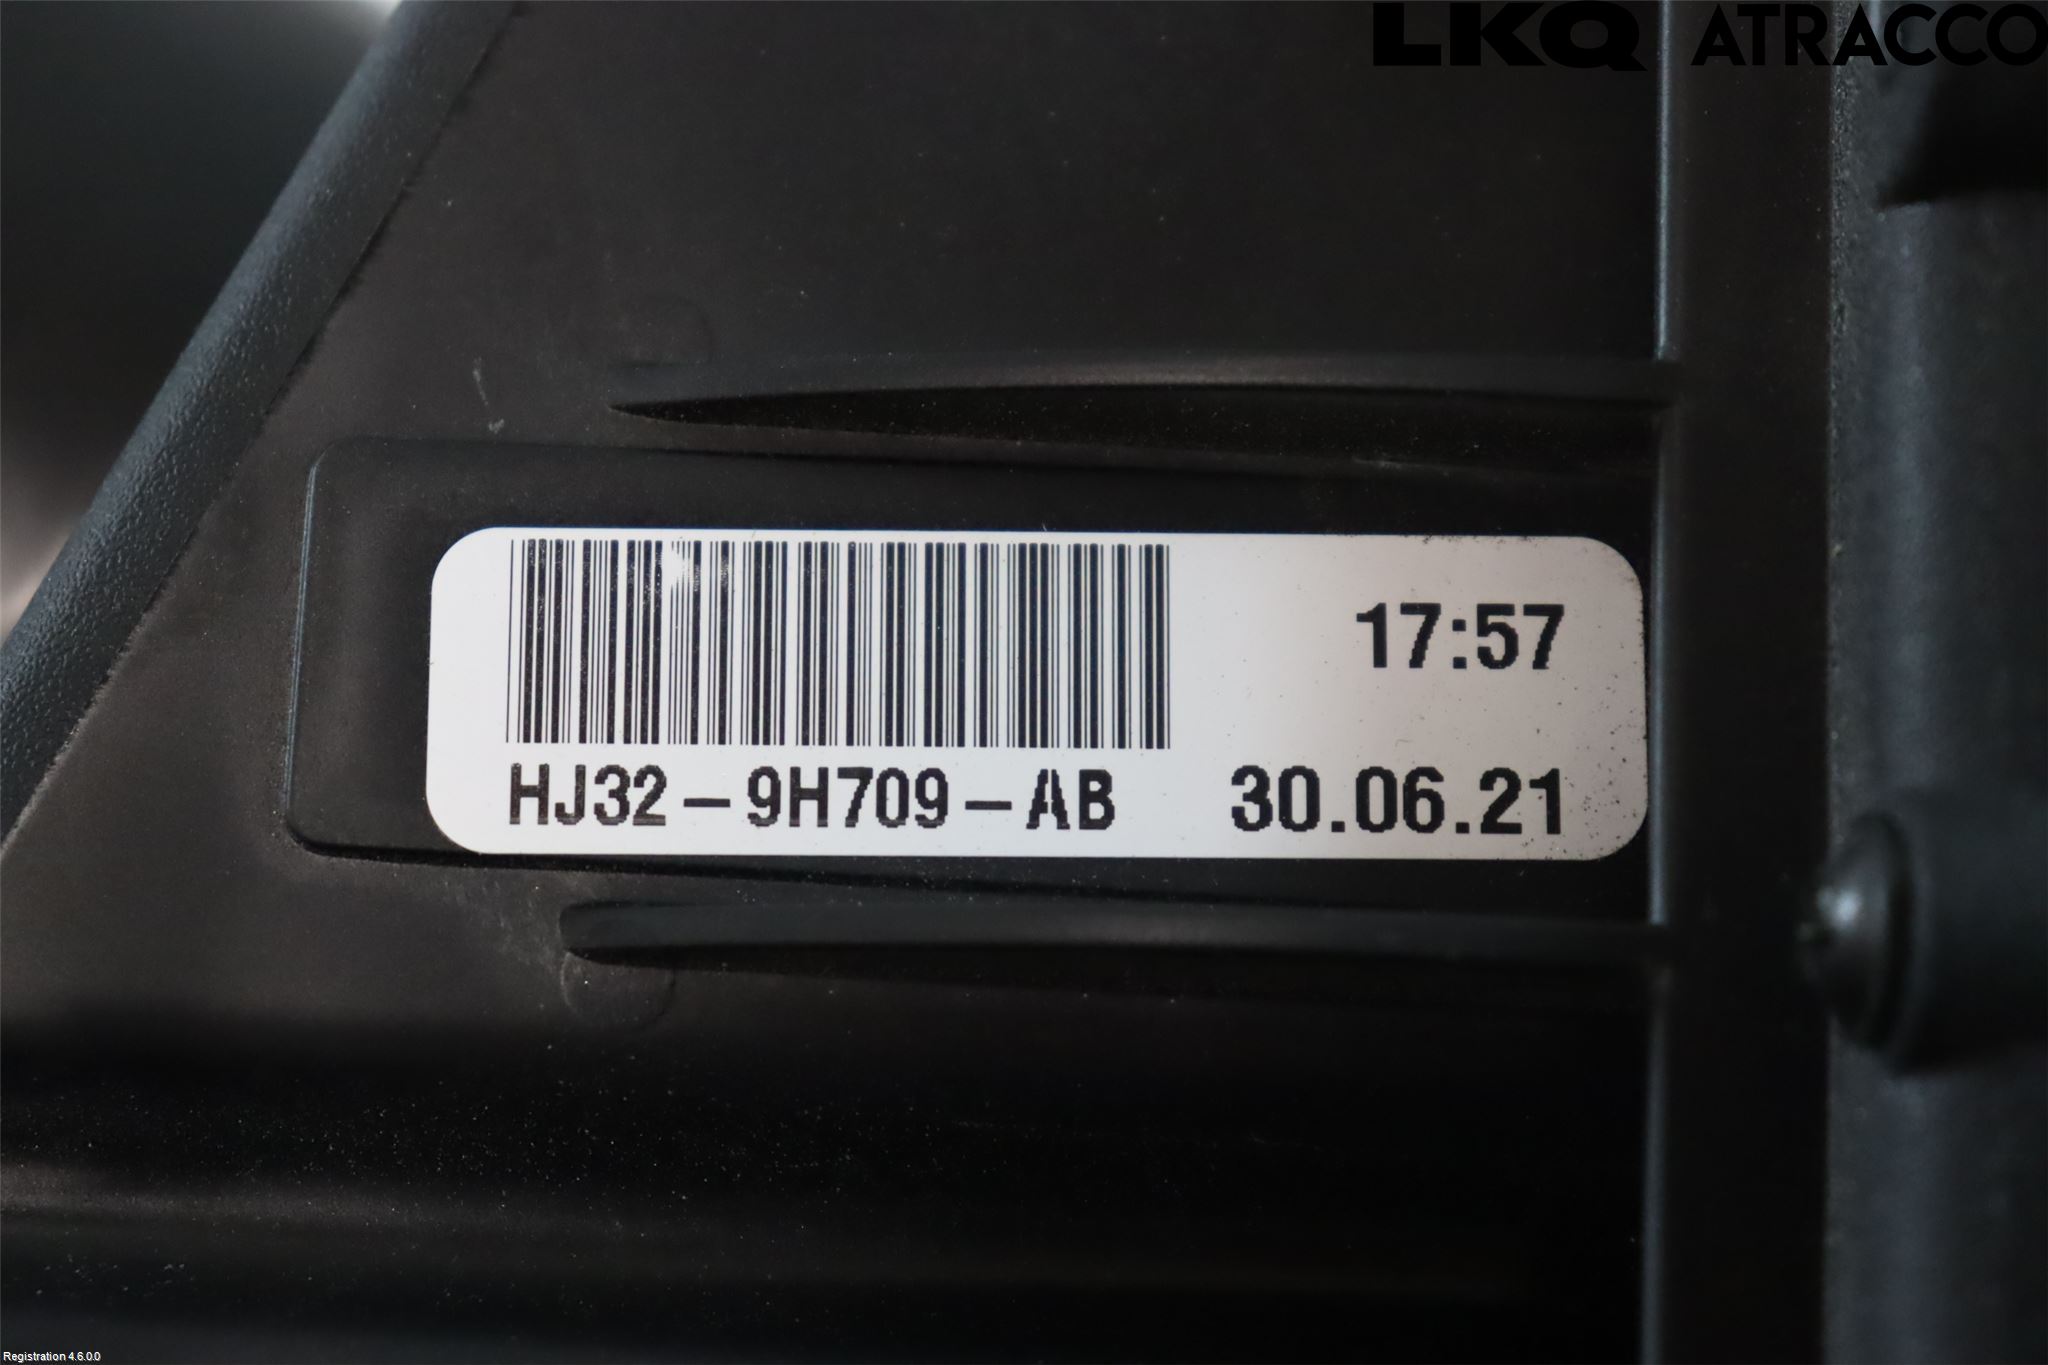 LKQ ATRACCO
17:57
HJ32-9H709-AB 30.06.21
Registration 4.6.0.0